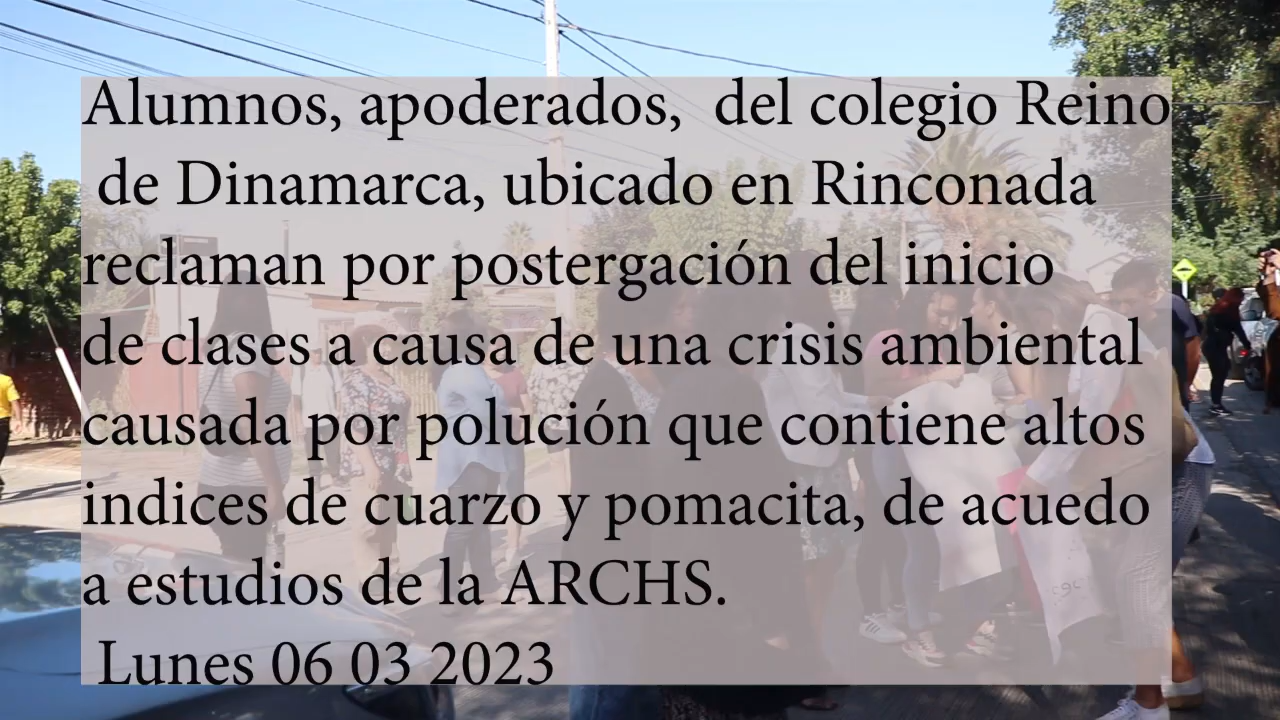 Alumnos, apoderados, del colegio Reino
de Dinamarca, ubicado en Rinconada
reclaman por postergación del inicio
de clases a causa de una crisis ambiental
causada por polución que contiene altos
indices de cuarzo y pomacita, de acuedo
a estudios de la ARCHS.
Lunes 06 03 2023